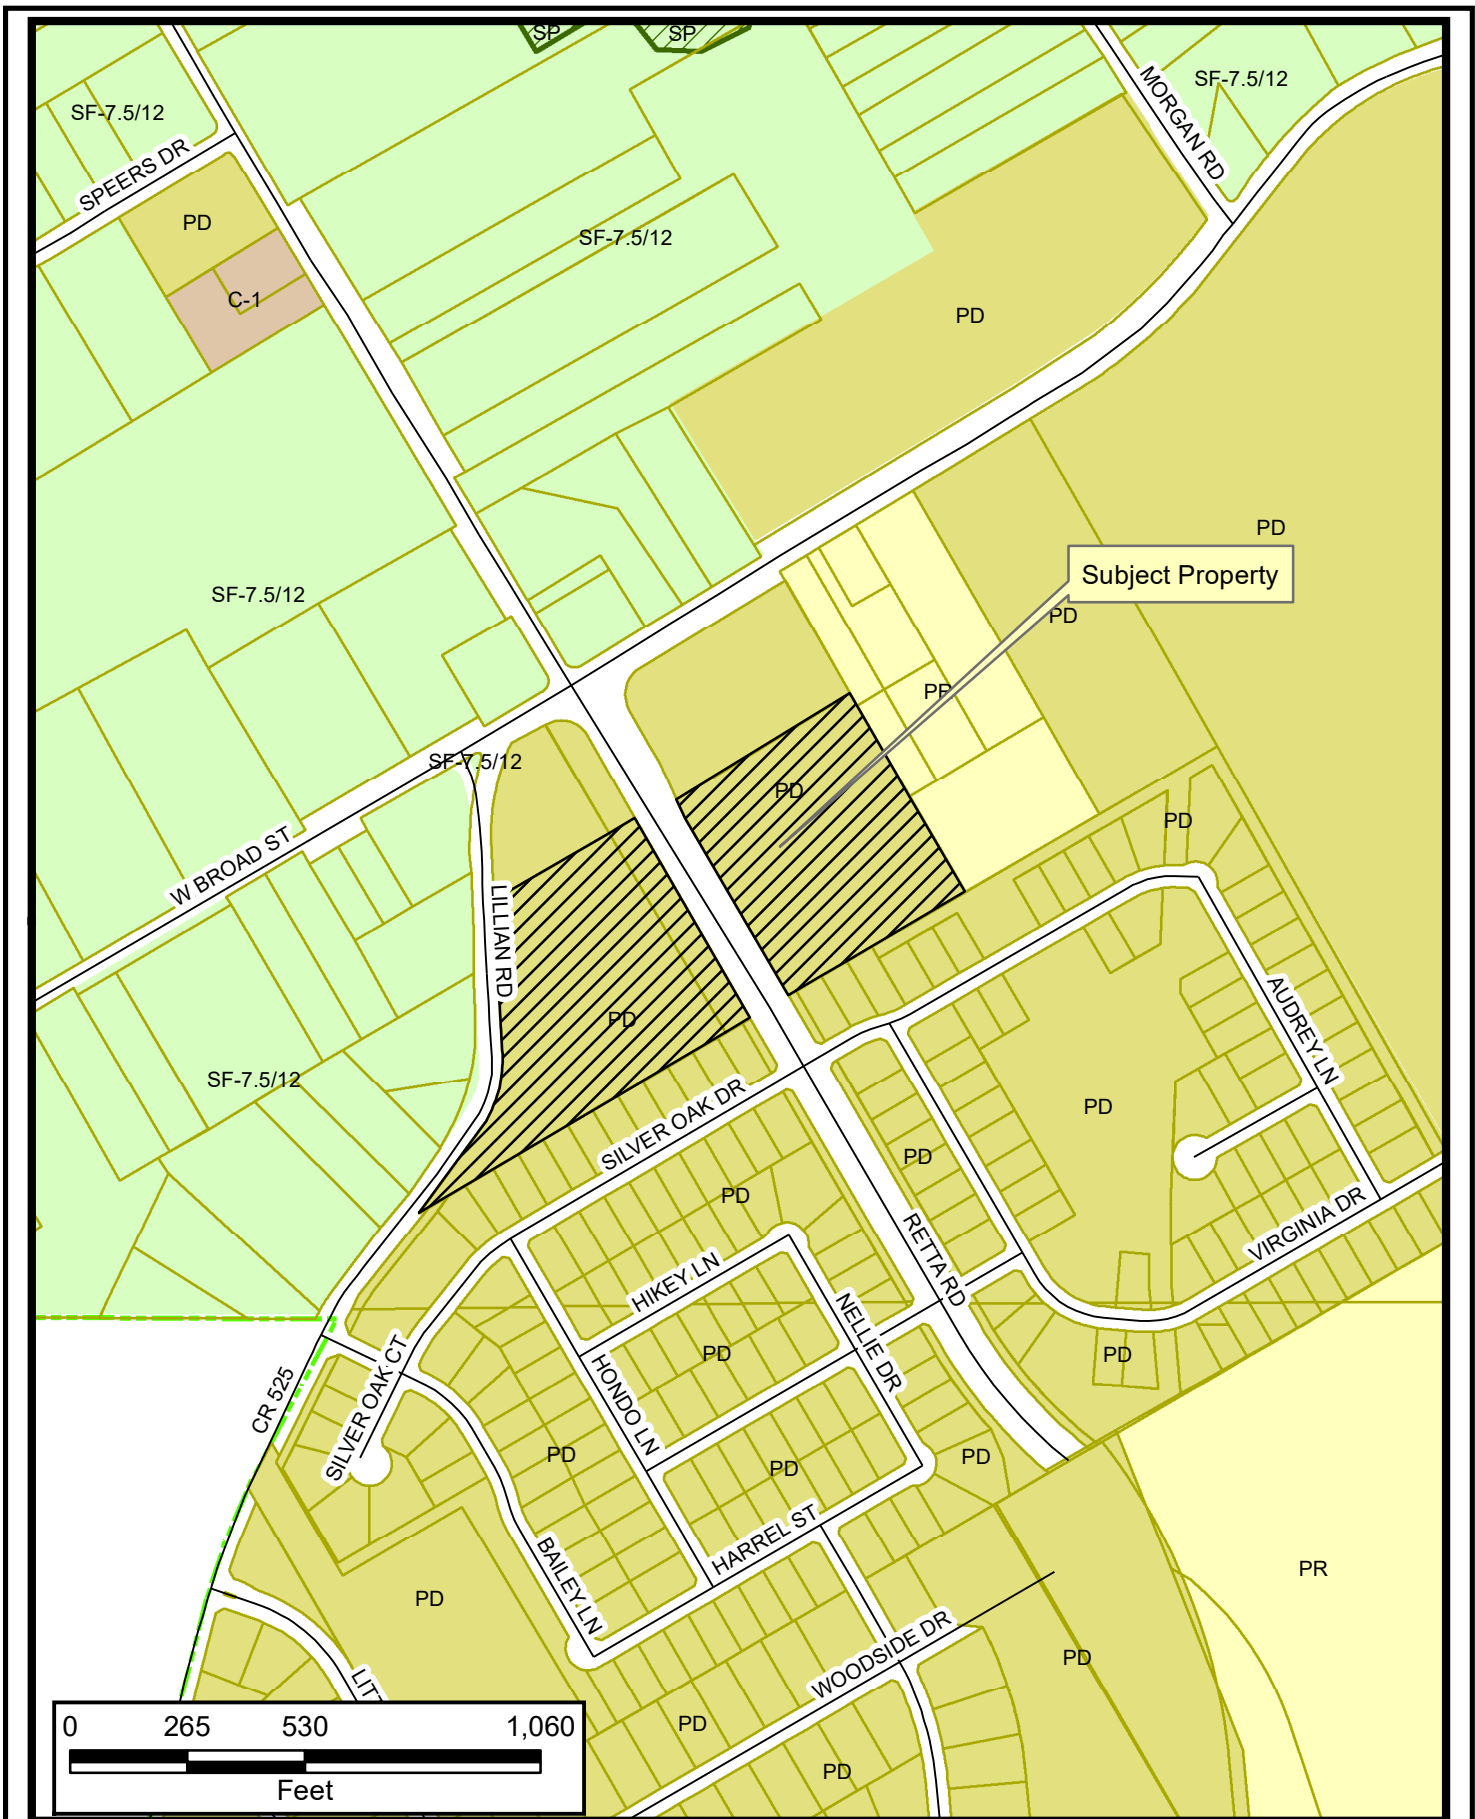 SP
SP
SF-7.5/12
SF-7.5/12
MORGAN RD
SPEERS DR
PD
SF-7.5/12
C-1
PD
PD
Subject Property
SF-7.5/12
PD
PR
SF-7.5/12
PD
PD
W BROAD ST
LILLIAN RD
PD
AUDREY LN
SF-7.5/12
PD
SILVER OAK DR
PD
PD
VIRGINIA DR
RETTA RD
HIKEY LN
NELLIE DR
PD
PD
HONDO LN
CR 525
SILVER OAK CT
PD
PD
PD
HARREL ST
BAILEY LN
PD
PR
WOODSIDE DR
PD
LIT
PD
PD
0 265 530 1,060
Feet